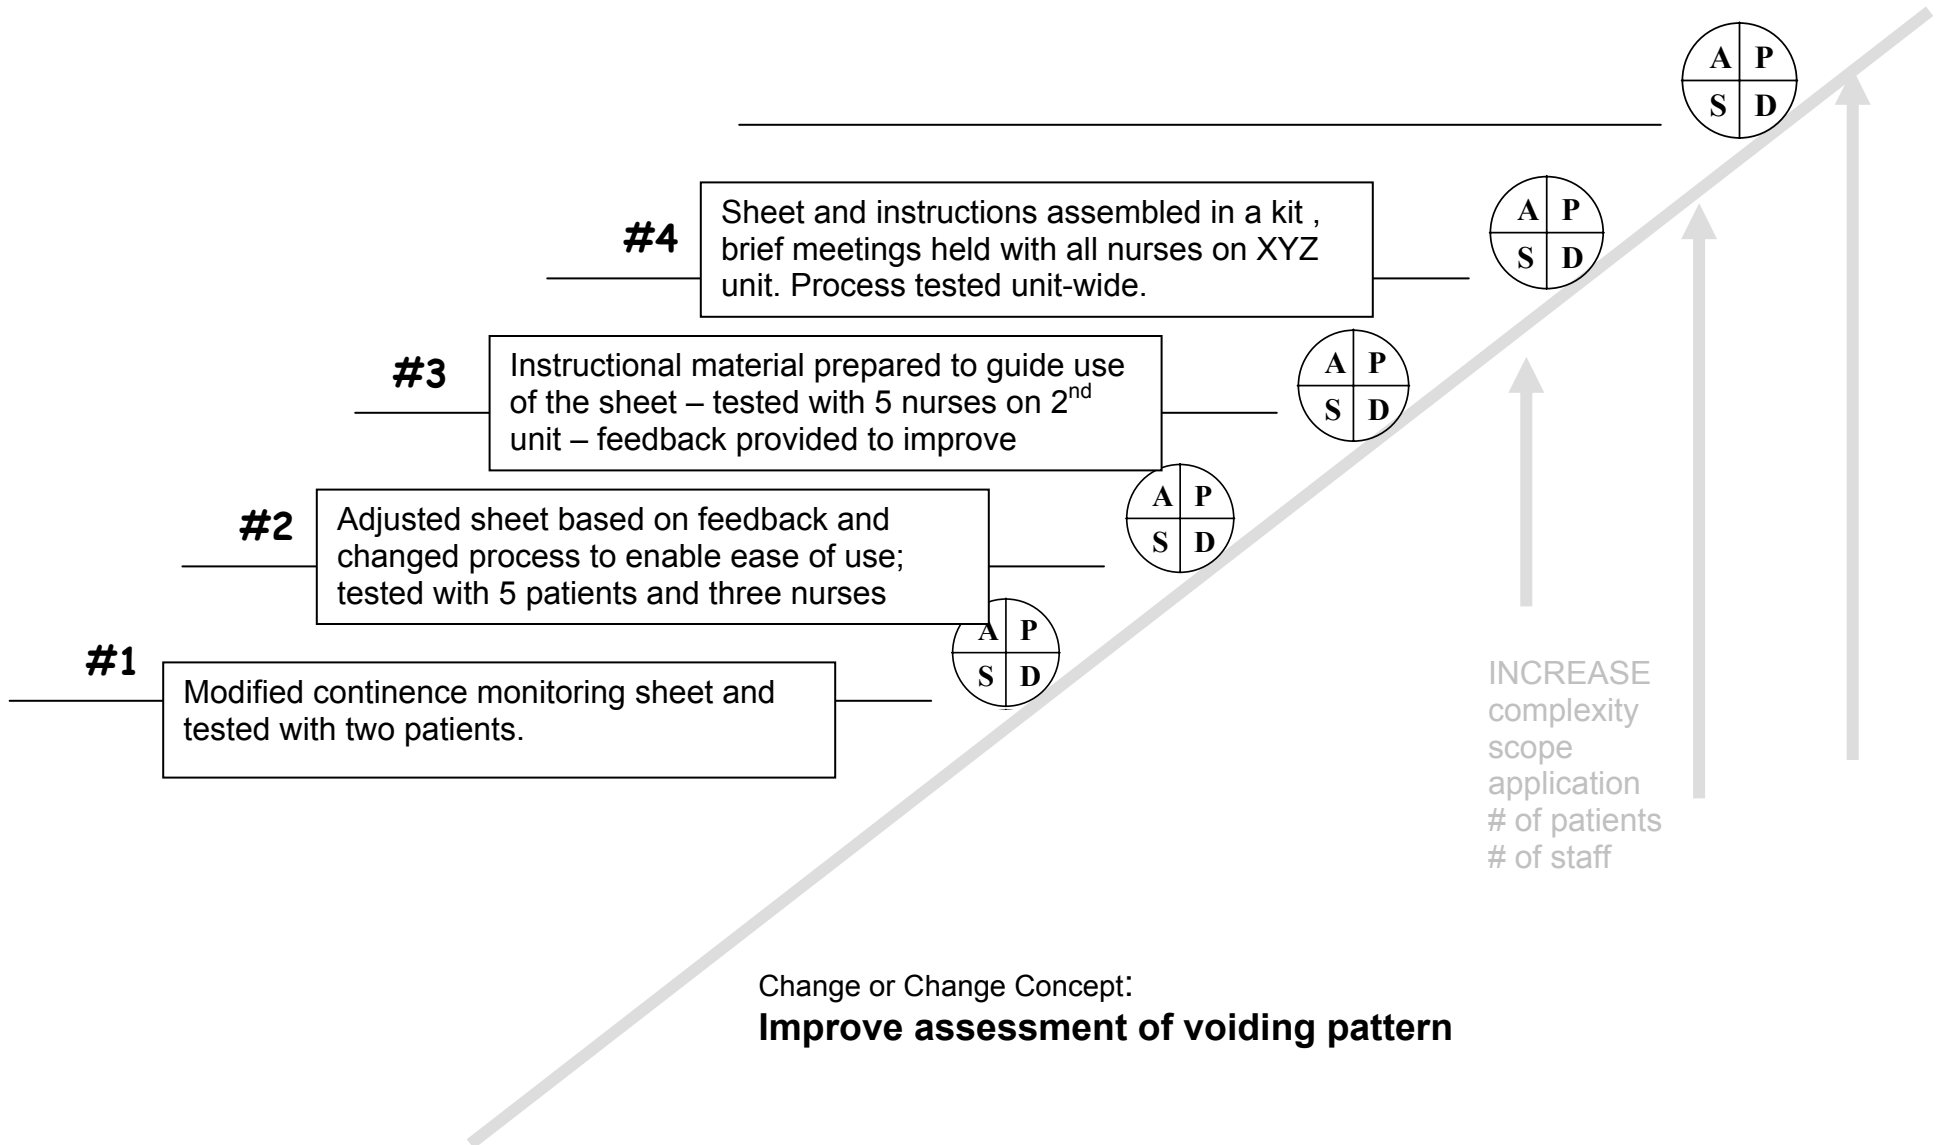 A P
S D
#4
Sheet and instructions assembled in a kit ,
brief meetings held with all nurses on XYZ
unit. Process tested unit-wide.
A P
S D
#3
Instructional material prepared to guide use
of the sheet – tested with 5 nurses on 2nd
unit – feedback provided to improve
A P
S D
#2
Adjusted sheet based on feedback and
changed process to enable ease of use;
tested with 5 patients and three nurses
A P
S D
#1
Modified continence monitoring sheet and
tested with two patients.
A P
S D
INCREASE
complexity
scope
application
# of patients
# of staff
Change or Change Concept:
Improve assessment of voiding pattern